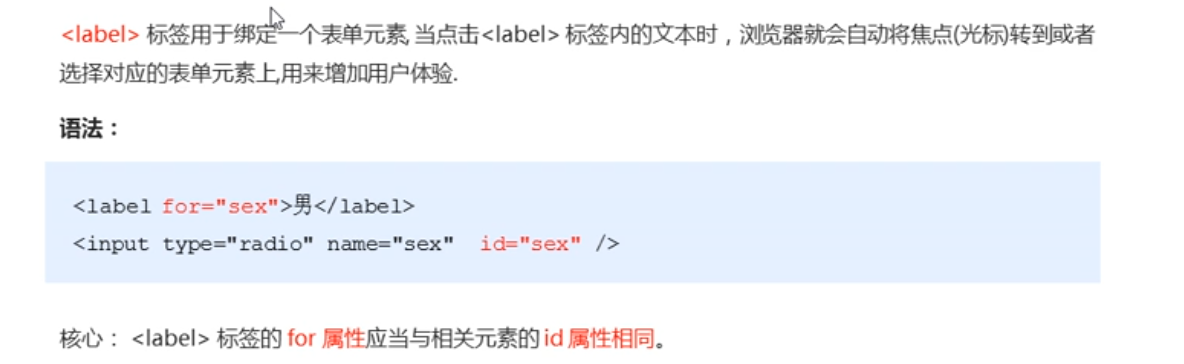 <label> 标签用于绑定一个表单元素, 当点击<label> 标签内的文本时，浏览器就会自动将焦点(光标)转到或者
选择对应的表单元素上,用来增加用户体验.
语法：
<label for="sex">男</label>
<input type="radio" name="sex"  id="sex" />
核心： <label> 标签的 for 属性应当与相关元素的 id 属性相同。